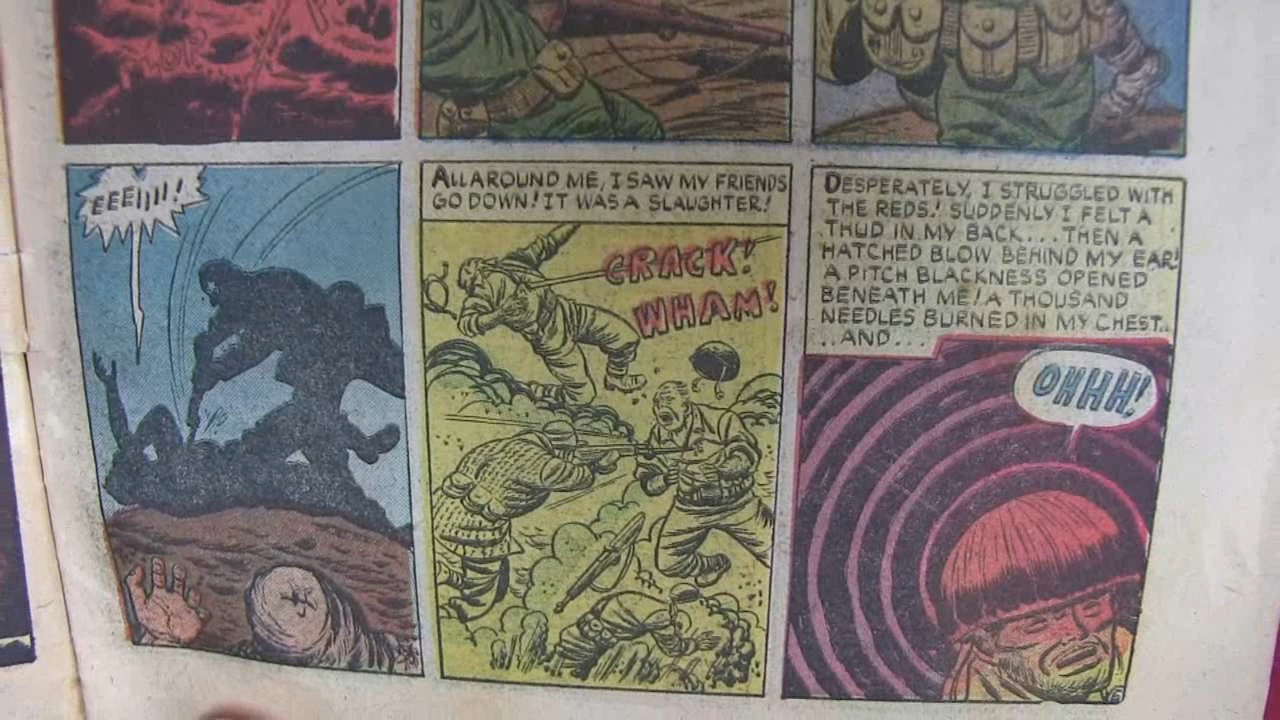 EEEIIII!
ALL AROUND ME, I SAW MY FRIENDS
GO DOWN! IT WAS A SLAUGHTER!
CRACK!
WHAM!
DESPERATELY, I STRUGGLED WITH
THE REDS! SUDDENLY I FELT A
THUD IN MY BACK... THEN A
HATCHED BLOW BEHIND MY EAR!
A PITCH BLACKNESS OPENED
BENEATH ME! A THOUSAND
NEEDLES BURNED IN MY CHEST..
..AND...
OHHH!